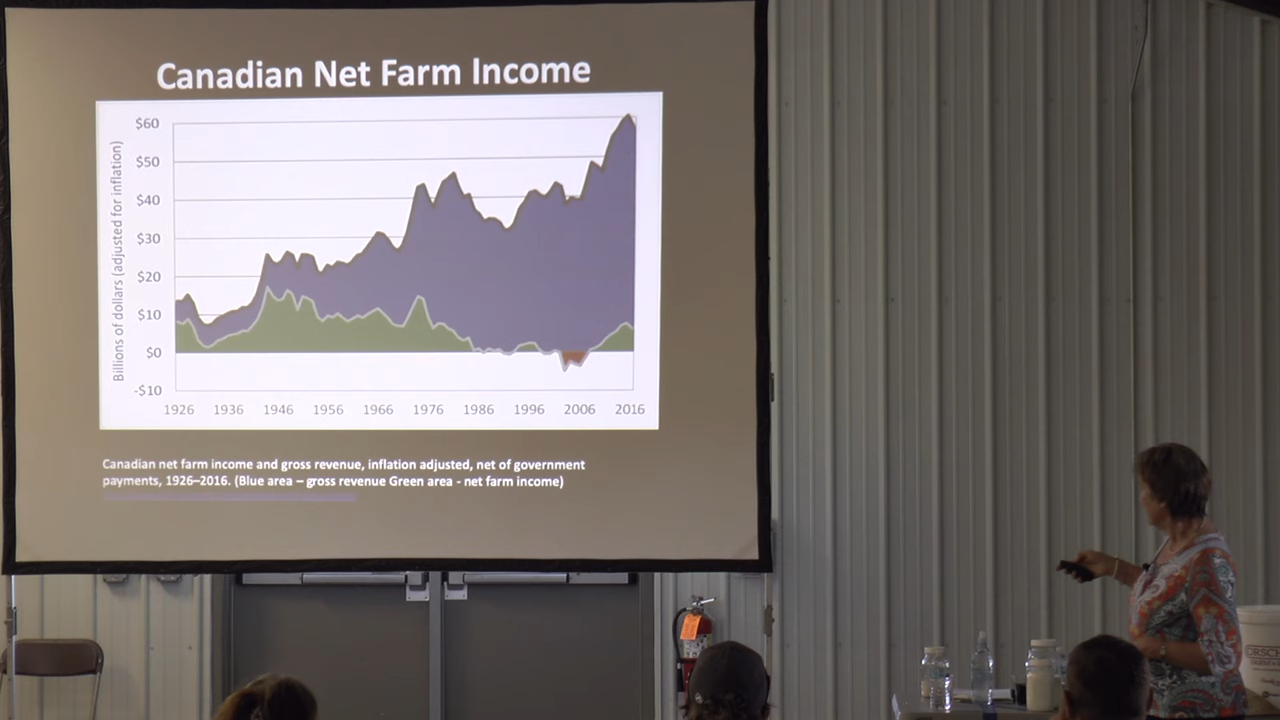 Canadian Net Farm Income
Billions of dollars (adjusted for inflation)
$60
$50
$40
$30
$20
$10
$0
-$10
1926 1936 1946 1956 1966 1976 1986 1996 2006 2016
Canadian net farm income and gross revenue, inflation adjusted, net of government
payments, 1926–2016. (Blue area – gross revenue Green area - net farm income)